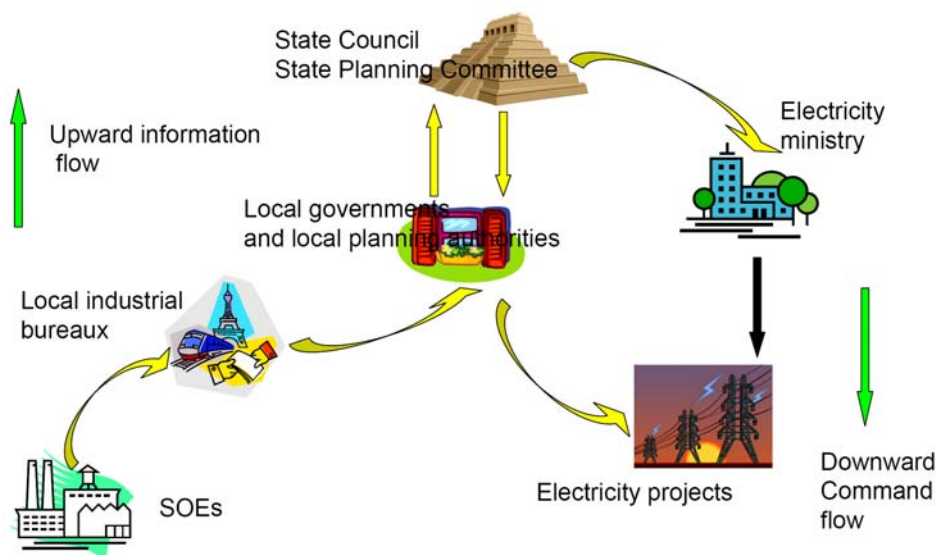 State Council
State Planning Committee
Electricity
ministry
Upward information
flow
Local governments
and local planning authorities
Local industrial
bureaux
Electricity projects
SOEs
Downward
Command
flow